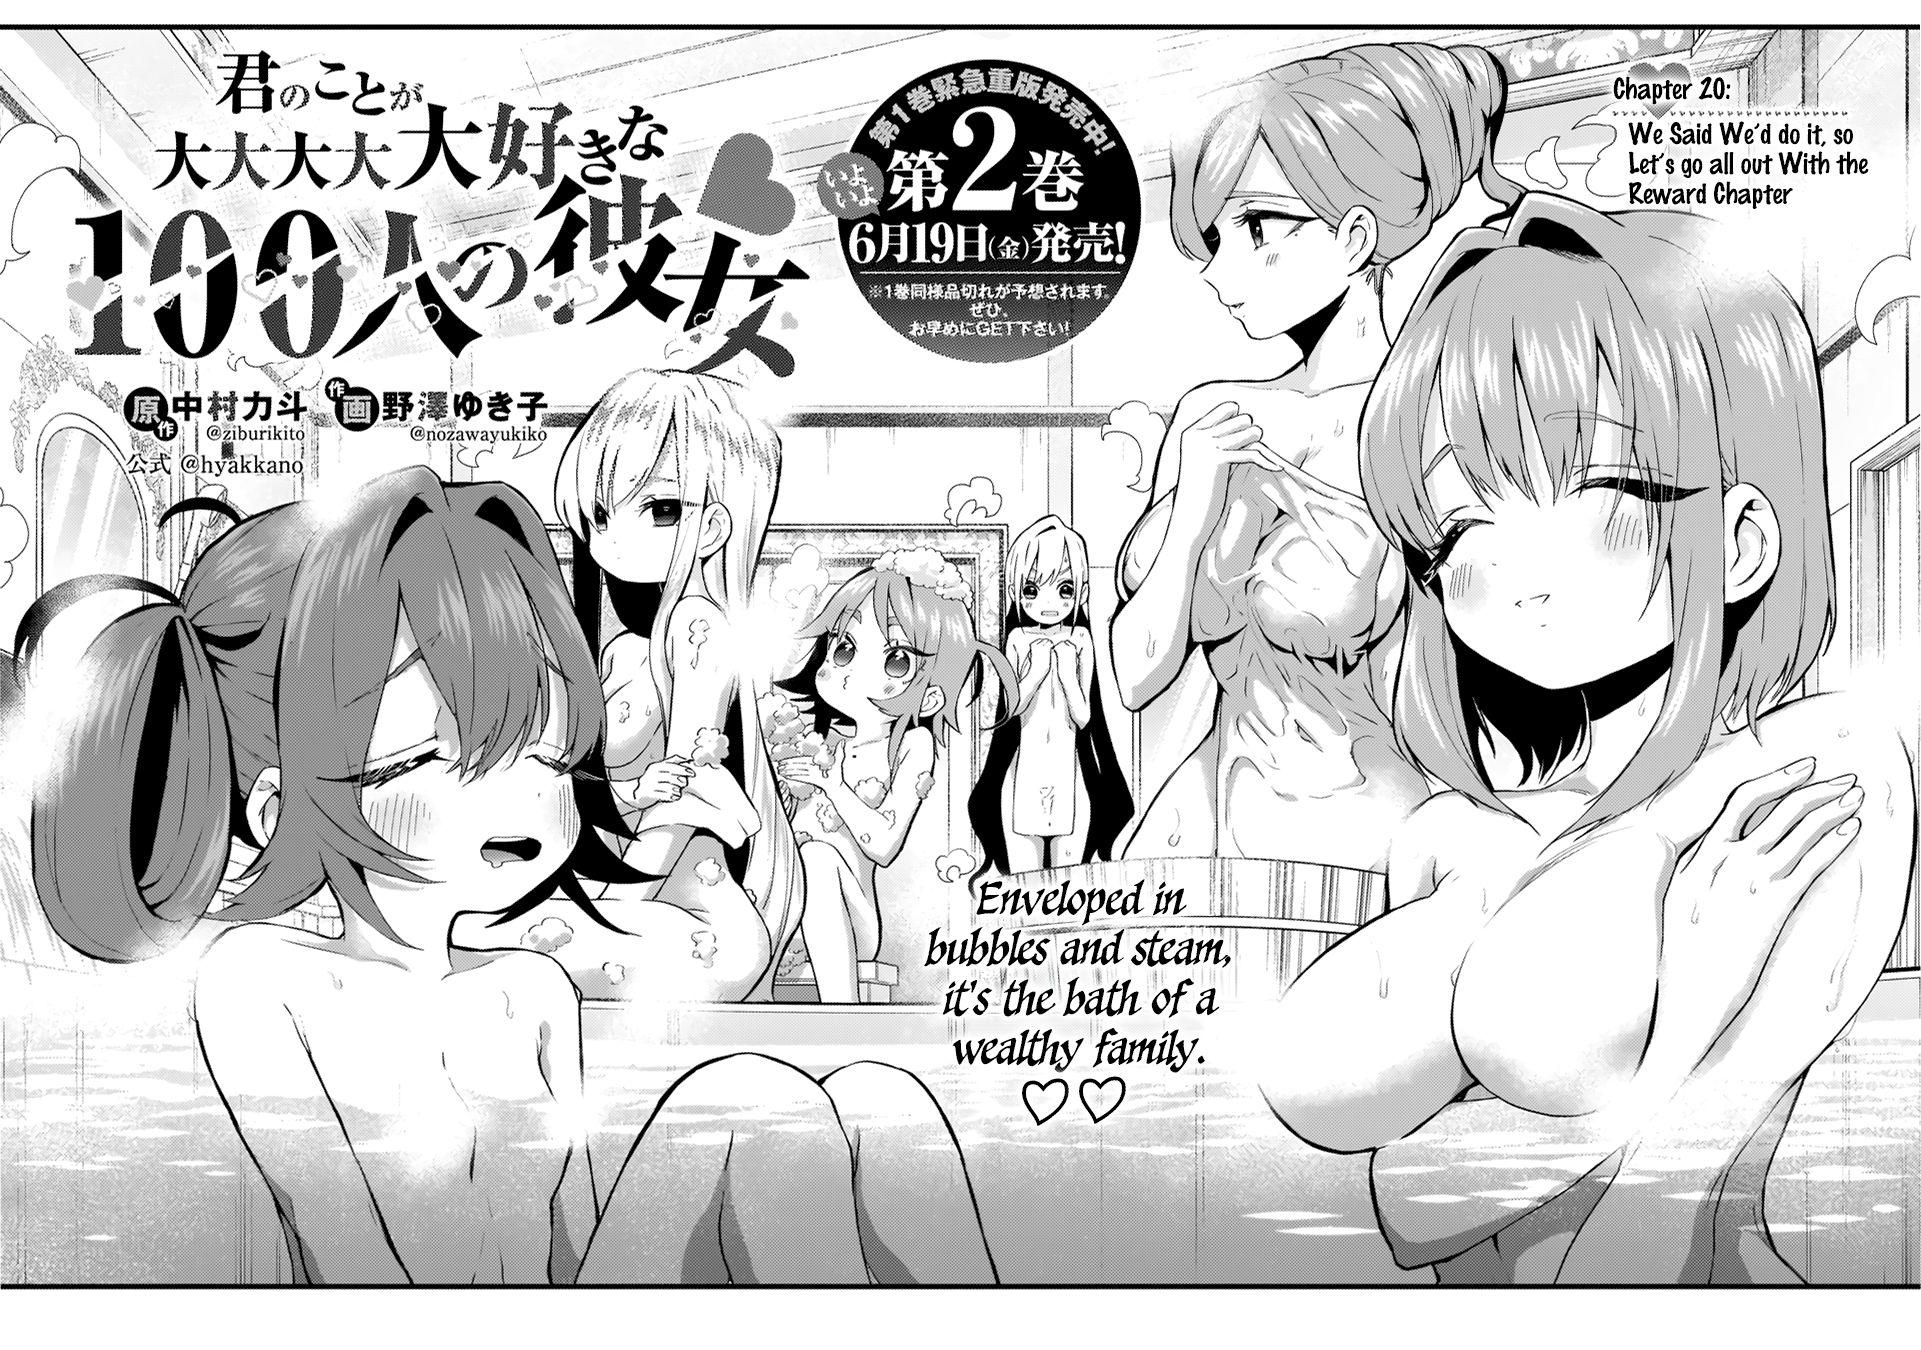 君のことが
大大大大大好きな
100人の彼女
原作 中村力斗
@ziburikito
作画 野澤ゆき子
@nozawayukiko
公式 @hyakkano
第1巻緊急重版発売中!
いよいよ
第2巻
6月19日(金)発売!
※1巻同様品切れが予想されます。
ぜひ、
お早めにGET下さい!
Chapter 20:
We Said We'd do it, so
Let's go all out With the
Reward Chapter
Enveloped in
bubbles and steam,
it's the bath of a
wealthy family.
♡♡